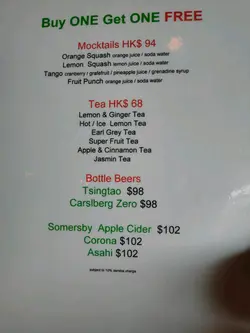 Buy ONE Get ONE FREE
Mocktails HK$ 94
Orange Squash orange juice / soda water
Lemon Squash lemon juice / soda water
Tango cranberry / grafefruit / pineapple juice / grenadine syrup
Fruit Punch orange juice / soda water
Tea HK$ 68
Lemon & Ginger Tea
Hot / Ice Lemon Tea
Earl Grey Tea
Super Fruit Tea
Apple & Cinnamon Tea
Jasmin Tea
Bottle Beers
Tsingtao $98
Carslberg Zero $98
Somersby Apple Cider $102
Corona $102
Asahi $102
subject to 10% service charge